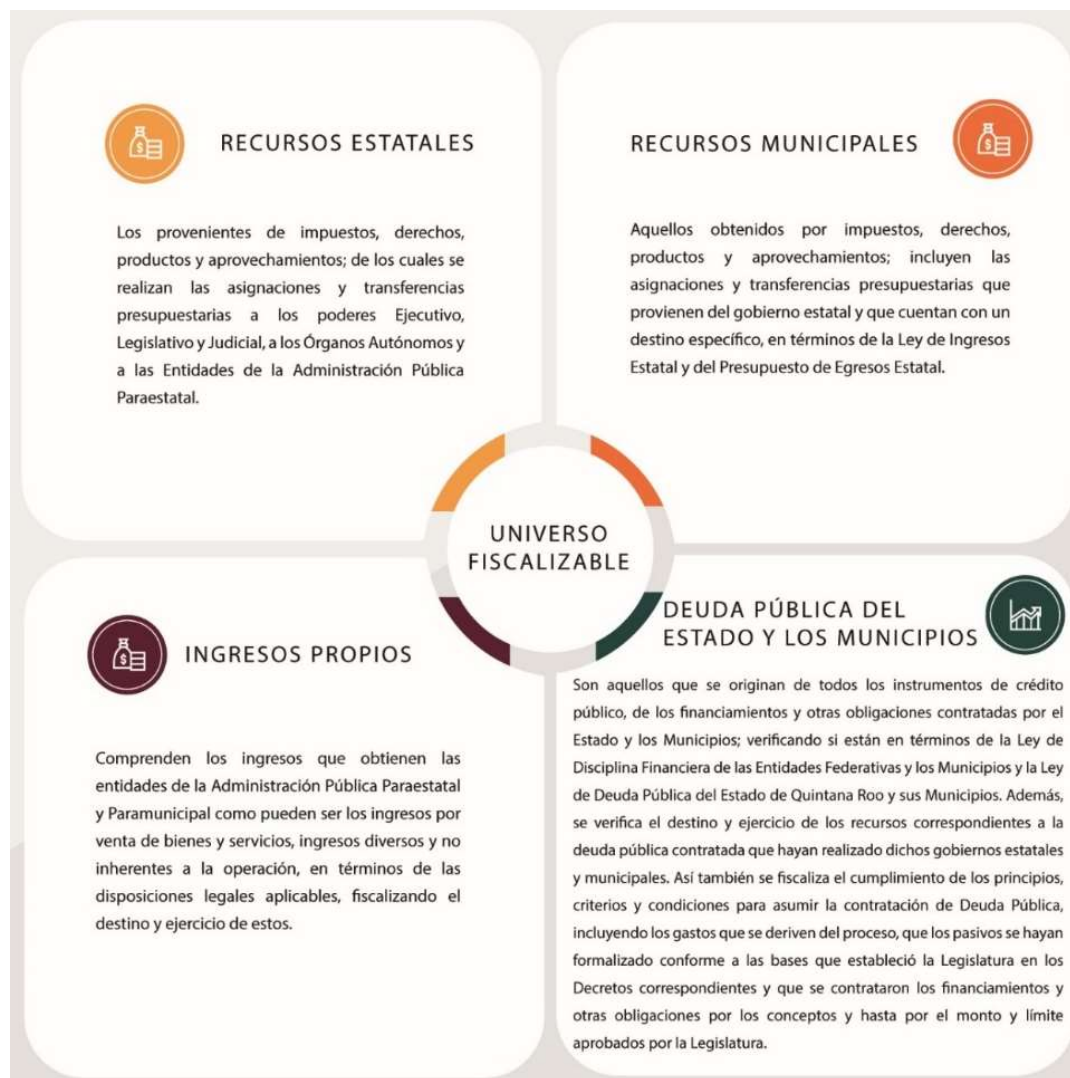 RECURSOS ESTATALES
Los provenientes de impuestos, derechos,
productos y aprovechamientos; de los cuales se
realizan las asignaciones y transferencias
presupuestarias a los poderes Ejecutivo,
Legislativo y Judicial, a los Órganos Autónomos y
a las Entidades de la Administración Pública
Paraestatal.
RECURSOS MUNICIPALES
Aquellos obtenidos por impuestos, derechos,
productos y aprovechamientos; incluyen las
asignaciones y transferencias presupuestarias que
provienen del gobierno estatal y que cuentan con un
destino específico, en términos de la Ley de Ingresos
Estatal y del Presupuesto de Egresos Estatal.
UNIVERSO
FISCALIZABLE
INGRESOS PROPIOS
Comprenden los ingresos que obtienen las
entidades de la Administración Pública Paraestatal
y Paramunicipal como pueden ser los ingresos por
venta de bienes y servicios, ingresos diversos y no
inherentes a la operación, en términos de las
disposiciones legales aplicables, fiscalizando el
destino y ejercicio de estos.
DEUDA PÚBLICA DEL
ESTADO Y LOS MUNICIPIOS
Son aquellos que se originan de todos los instrumentos de crédito
público, de los financiamientos y otras obligaciones contratadas por el
Estado y los Municipios; verificando si están en términos de la Ley de
Disciplina Financiera de las Entidades Federativas y los Municipios y la Ley
de Deuda Pública del Estado de Quintana Roo y sus Municipios. Además,
se verifica el destino y ejercicio de los recursos correspondientes a la
deuda pública contratada que hayan realizado dichos gobiernos estatales
y municipales. Así también se fiscaliza el cumplimiento de los principios,
criterios y condiciones para asumir la contratación de Deuda Pública,
incluyendo los gastos que se deriven del proceso, que los pasivos se hayan
formalizado conforme a las bases que estableció la Legislatura en los
Decretos correspondientes y que se contrataron los financiamientos y
otras obligaciones por los conceptos y hasta por el monto y límite
aprobados por la Legislatura.